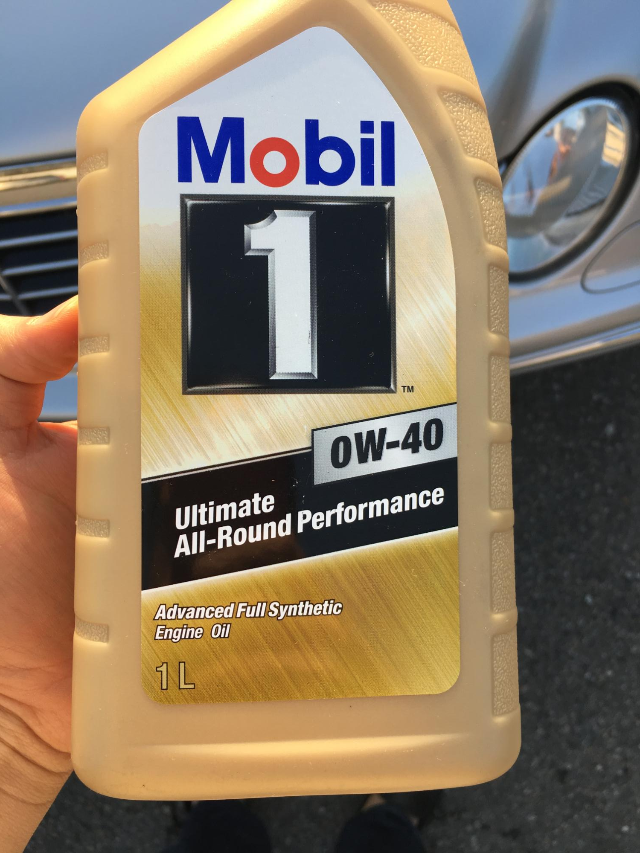 Mobil
1
TM
0W-40
Ultimate
All-Round Performance
Advanced Full Synthetic
Engine Oil
1 L